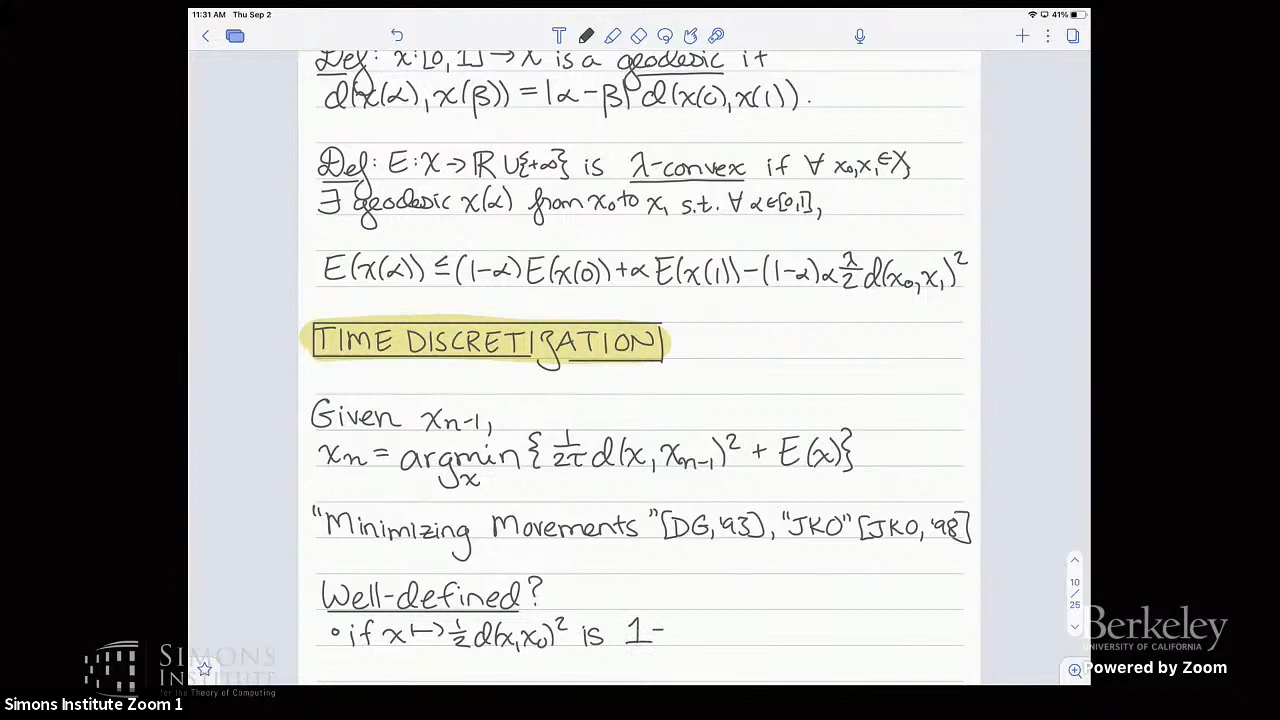 11:31 AM Thu Sep 2
41%
Def: x:[0,1]→X is a geodesic if
d(x(α),x(β)) = |α-β| d(x(0),x(1)).
Def: E:X→ℝ∪{+∞} is λ-convex if ∀ x₀,x₁∈X
∃ geodesic x(α) from x₀ to x₁ s.t. ∀ α∈[0,1],
E(x(α)) ≤ (1-α)E(x(0))+αE(x(1))-(1-α)α λ/2 d(x₀,x₁)²
TIME DISCRETIZATION
Given xₙ₋₁,
xₙ = argmin{ 1/2τ d(x,xₙ₋₁)² + E(x)}
x
"Minimizing Movements" [DG,'93], "JKO" [JKO,'98]
Well-defined?
∘ if x ↦ ½d(x,x₀)² is 1-
10
/
25
SIMONS
INSTITUTE
for the Theory of Computing
Berkeley
UNIVERSITY OF CALIFORNIA
Powered by Zoom
Simons Institute Zoom 1